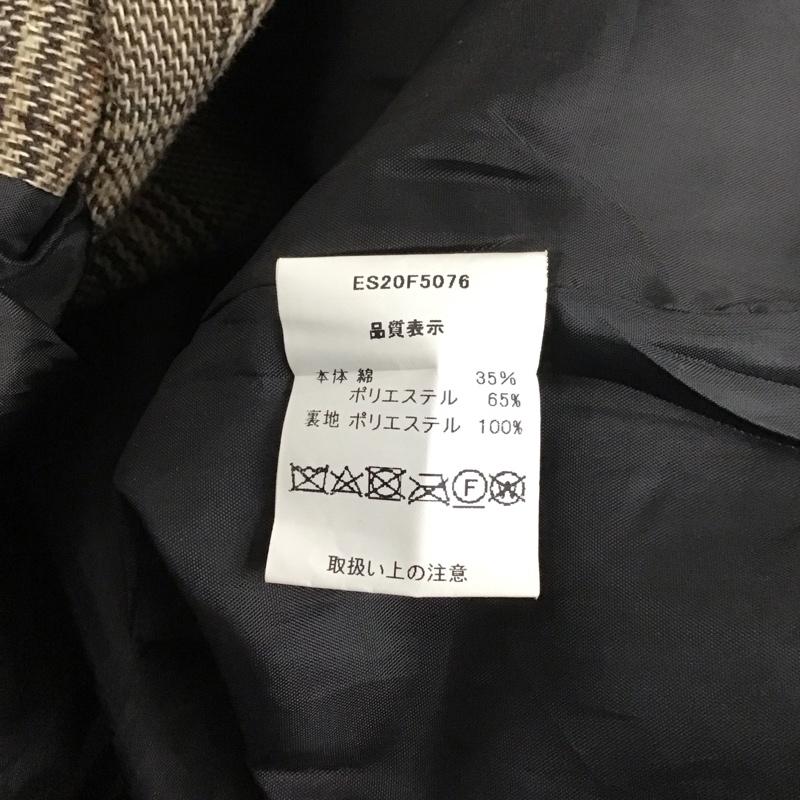 ES20F5076
品質表示
本体 綿 35%
ポリエステル 65%
裏地 ポリエステル 100%
F W
取扱い上の注意